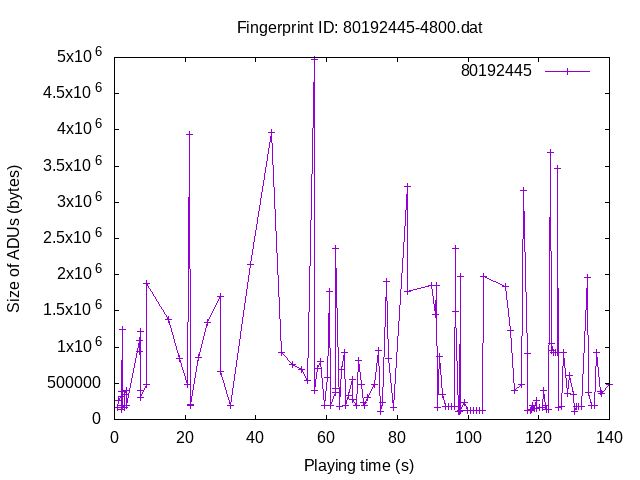 Fingerprint ID: 80192445-4800.dat
80192445
5x10^6
4.5x10^6
4x10^6
3.5x10^6
3x10^6
2.5x10^6
2x10^6
1.5x10^6
1x10^6
500000
0
Size of ADUs (bytes)
0 20 40 60 80 100 120 140
Playing time (s)